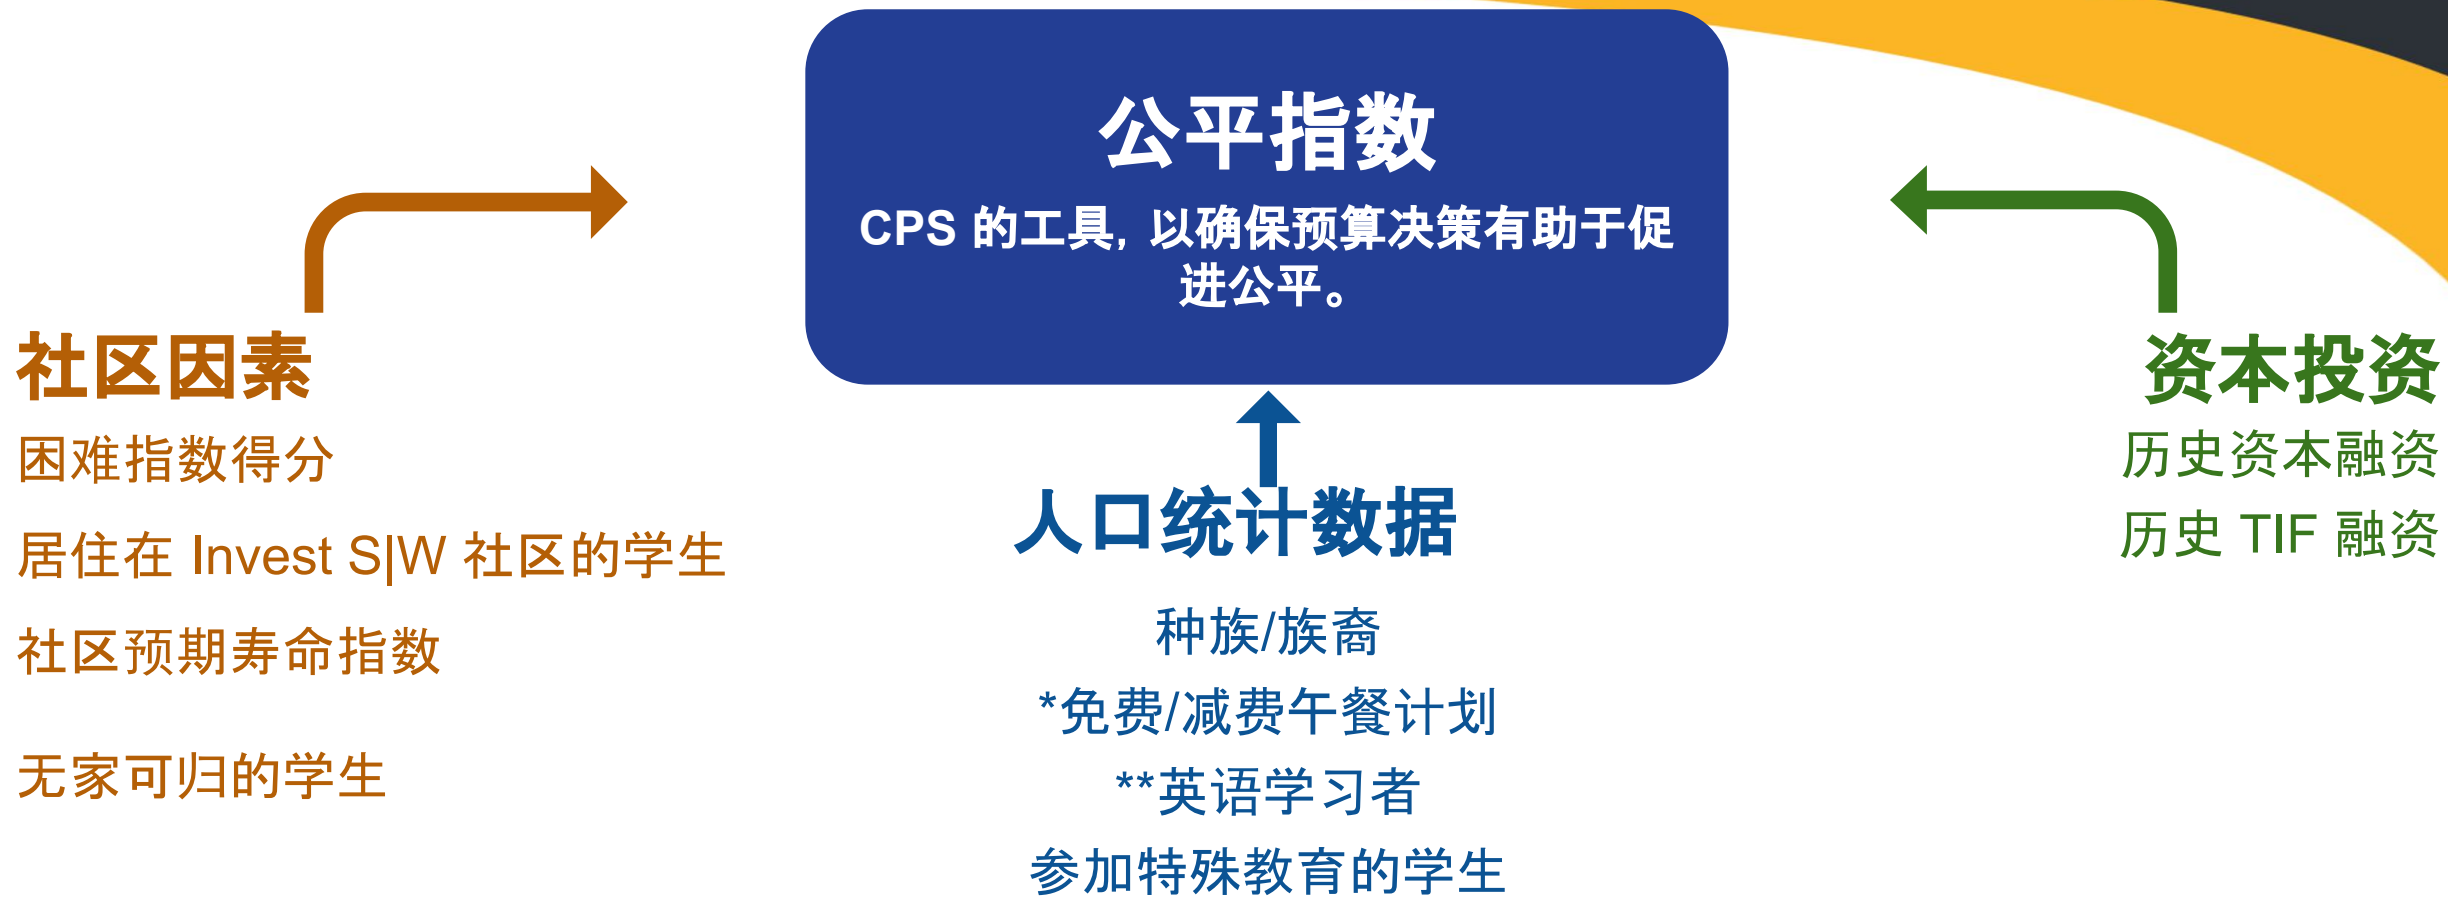 公平指数
CPS 的工具, 以确保预算决策有助于促
进公平。
社区因素
困难指数得分
居住在 Invest S|W 社区的学生
社区预期寿命指数
无家可归的学生
人口统计数据
种族/族裔
*免费/减费午餐计划
**英语学习者
参加特殊教育的学生
资本投资
历史资本融资
历史 TIF 融资